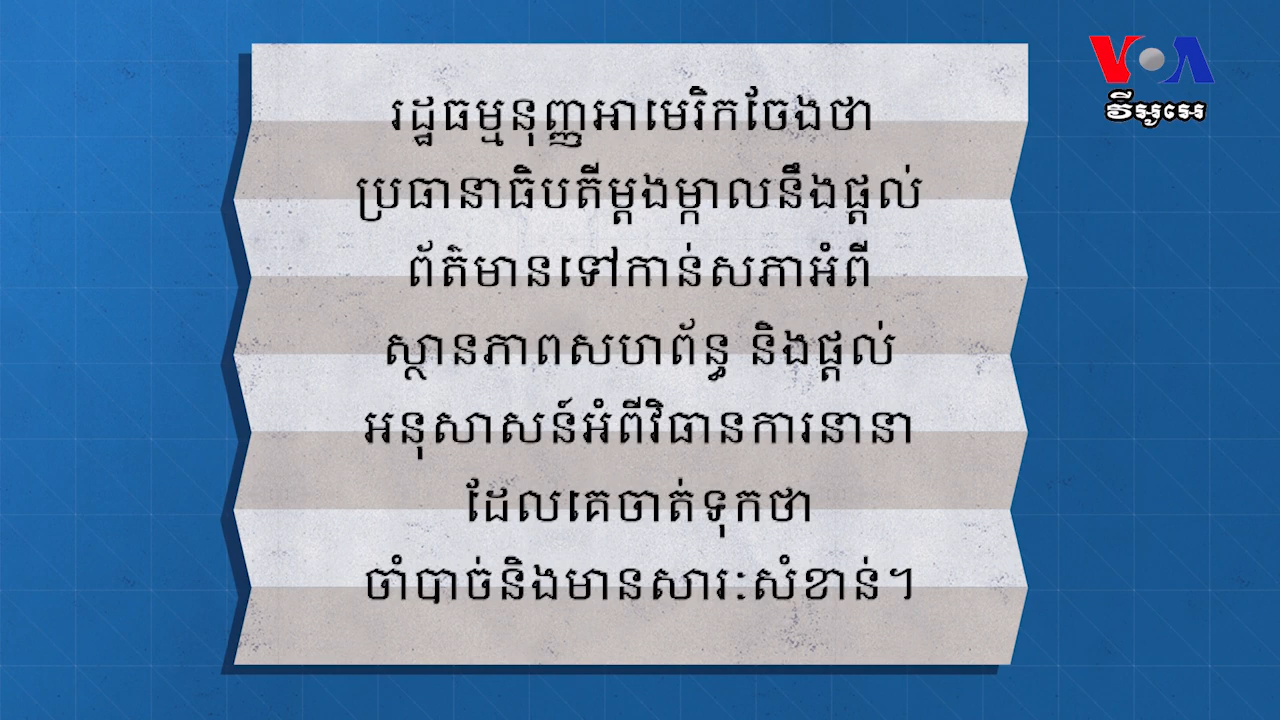 VOA
វីអូអេ
រដ្ឋធម្មនុញ្ញអាមេរិកចែងថា
ប្រធានាធិបតីម្តងម្កាលនឹងផ្តល់
ព័ត៌មានទៅកាន់សភាអំពី
ស្ថានភាពសហព័ន្ធ និងផ្តល់
អនុសាសន៍អំពីវិធានការនានា
ដែលគេចាត់ទុកថា
ចាំបាច់និងមានសារៈសំខាន់។